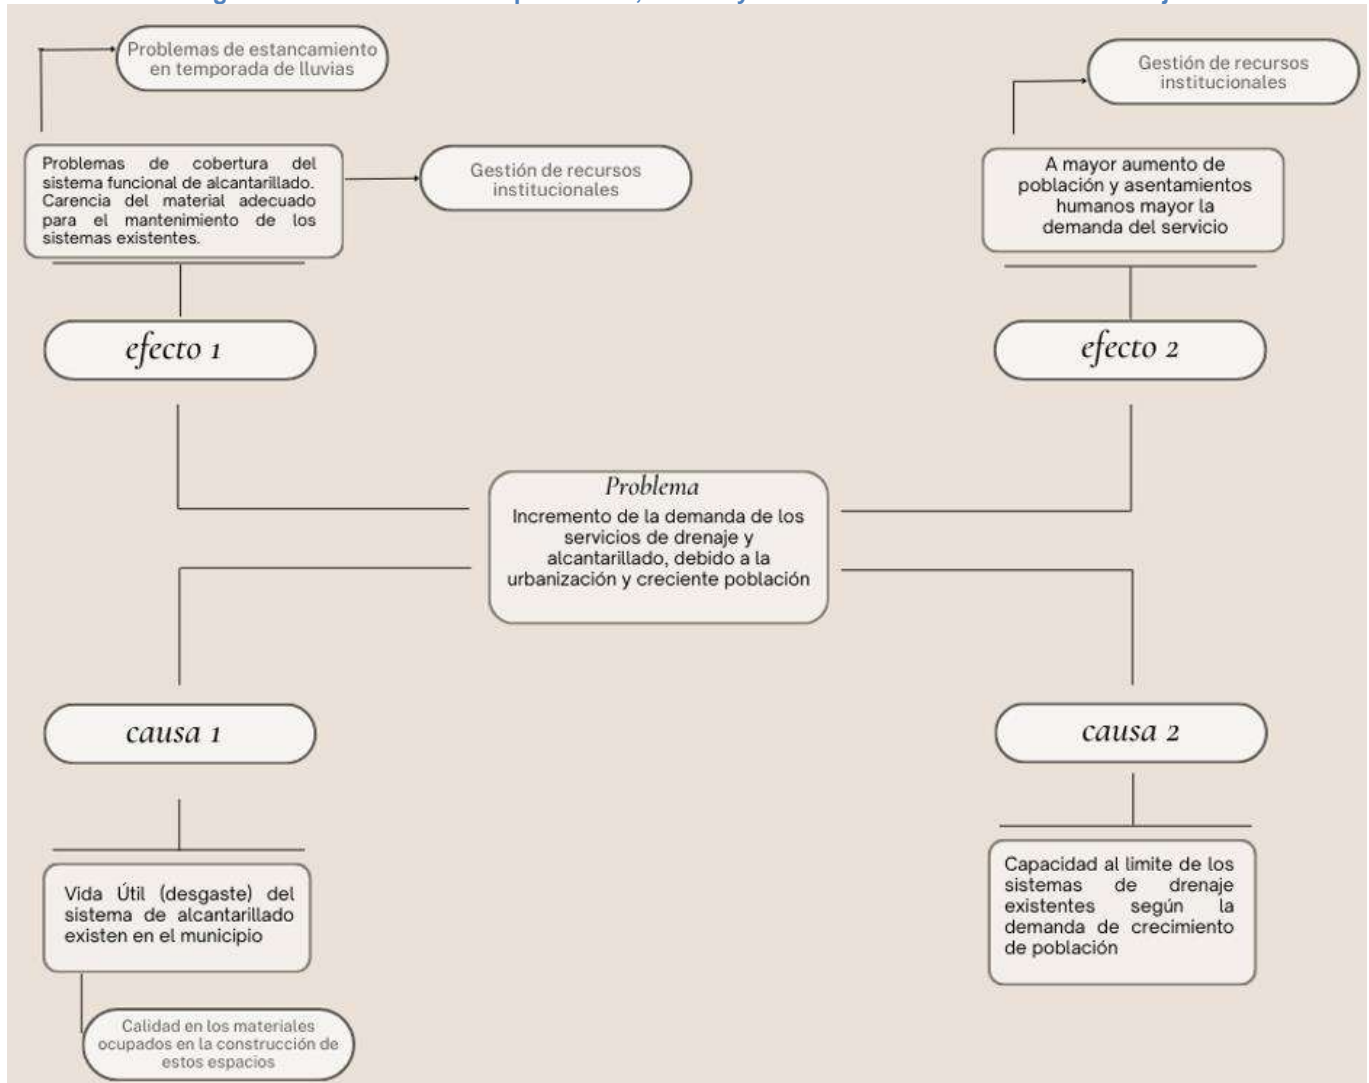 Problemas de estancamiento
en temporada de lluvias
Gestión de recursos
institucionales
Problemas de cobertura del
sistema funcional de alcantarillado.
Carencia del material adecuado
para el mantenimiento de los
sistemas existentes.
Gestión de recursos
institucionales
A mayor aumento de
población y asentamientos
humanos mayor la
demanda del servicio
efecto 1
efecto 2
Problema
Incremento de la demanda de los
servicios de drenaje y
alcantarillado, debido a la
urbanización y creciente población
causa 1
causa 2
Vida Útil (desgaste) del
sistema de alcantarillado
existen en el municipio
Capacidad al limite de los
sistemas de drenaje
existentes según la
demanda de crecimiento
de población
Calidad en los materiales
ocupados en la construcción de
estos espacios